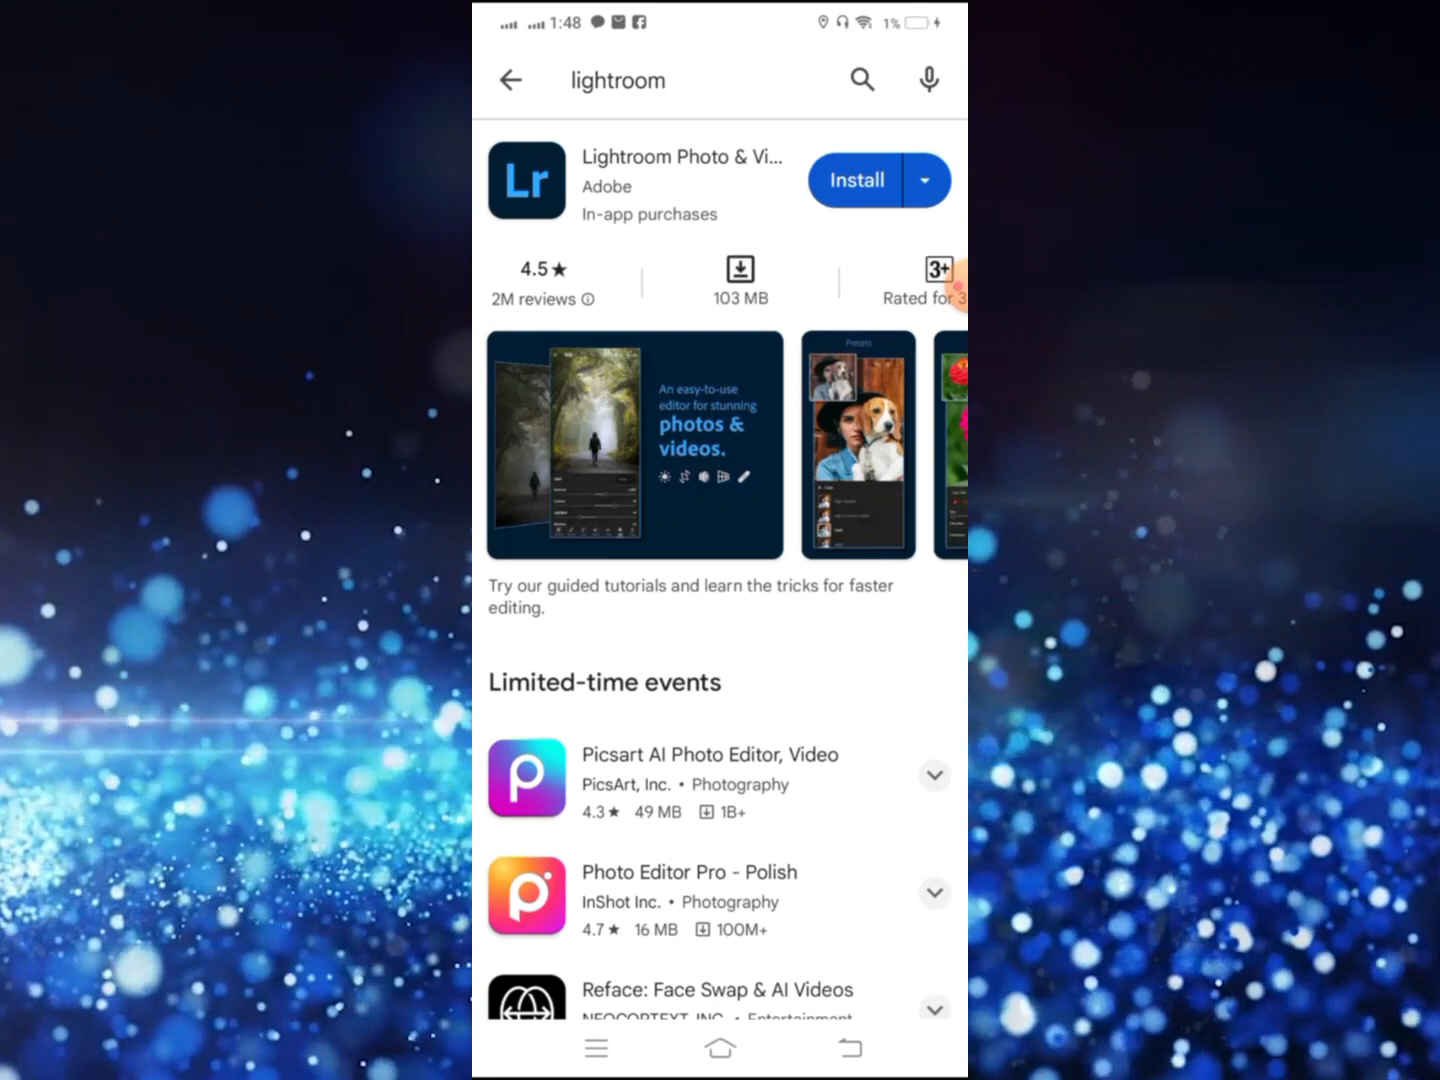 1:48
1%
lightroom
Lr
Lightroom Photo & Vi...
Adobe
In-app purchases
Install
4.5★
2M reviews
103 MB
3+
Rated for 3
An easy-to-use
editor for stunning
photos &
videos.
Presets
Try our guided tutorials and learn the tricks for faster
editing.
Limited-time events
Picsart AI Photo Editor, Video
PicsArt, Inc. • Photography
4.3★ 49 MB 1B+
Photo Editor Pro - Polish
InShot Inc. • Photography
4.7★ 16 MB 100M+
Reface: Face Swap & AI Videos
NEOCORTEXT, INC. • Entertainment